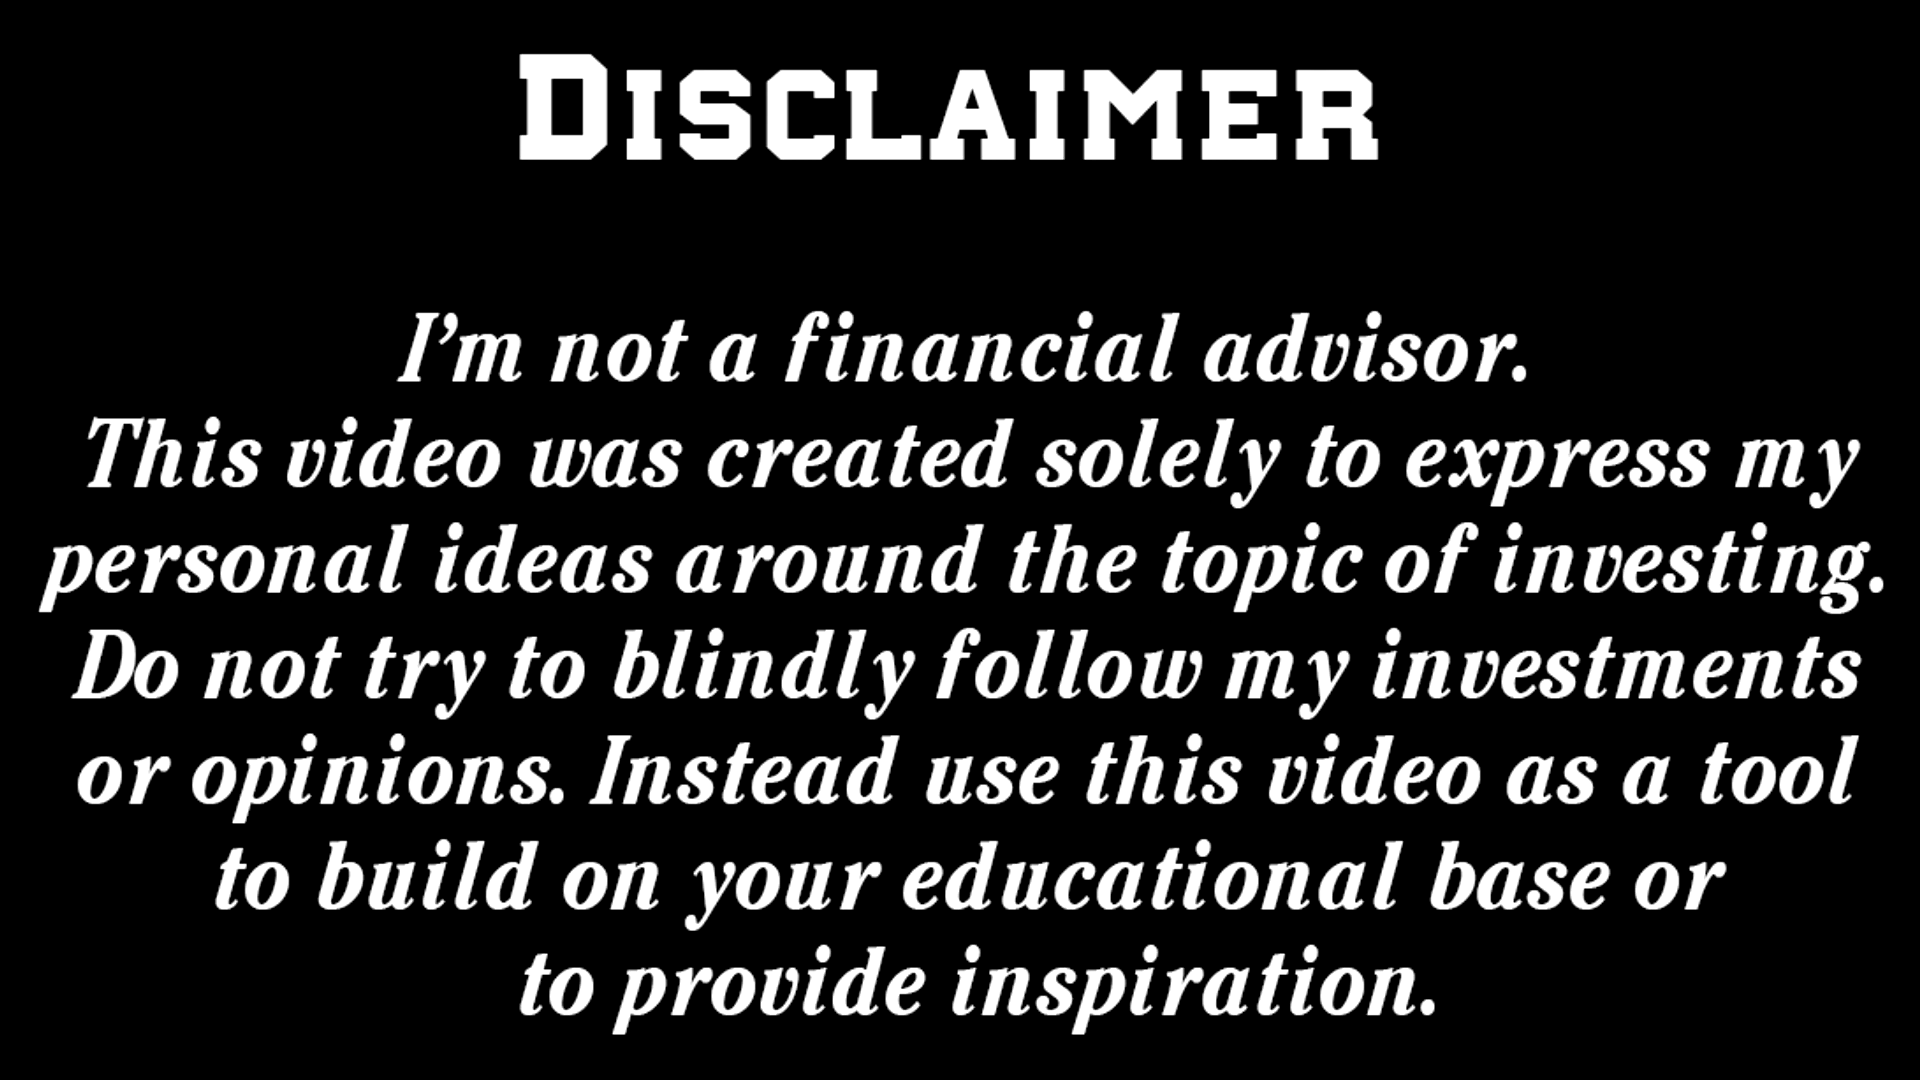 DISCLAIMER
I'm not a financial advisor.
This video was created solely to express my
personal ideas around the topic of investing.
Do not try to blindly follow my investments
or opinions. Instead use this video as a tool
to build on your educational base or
to provide inspiration.